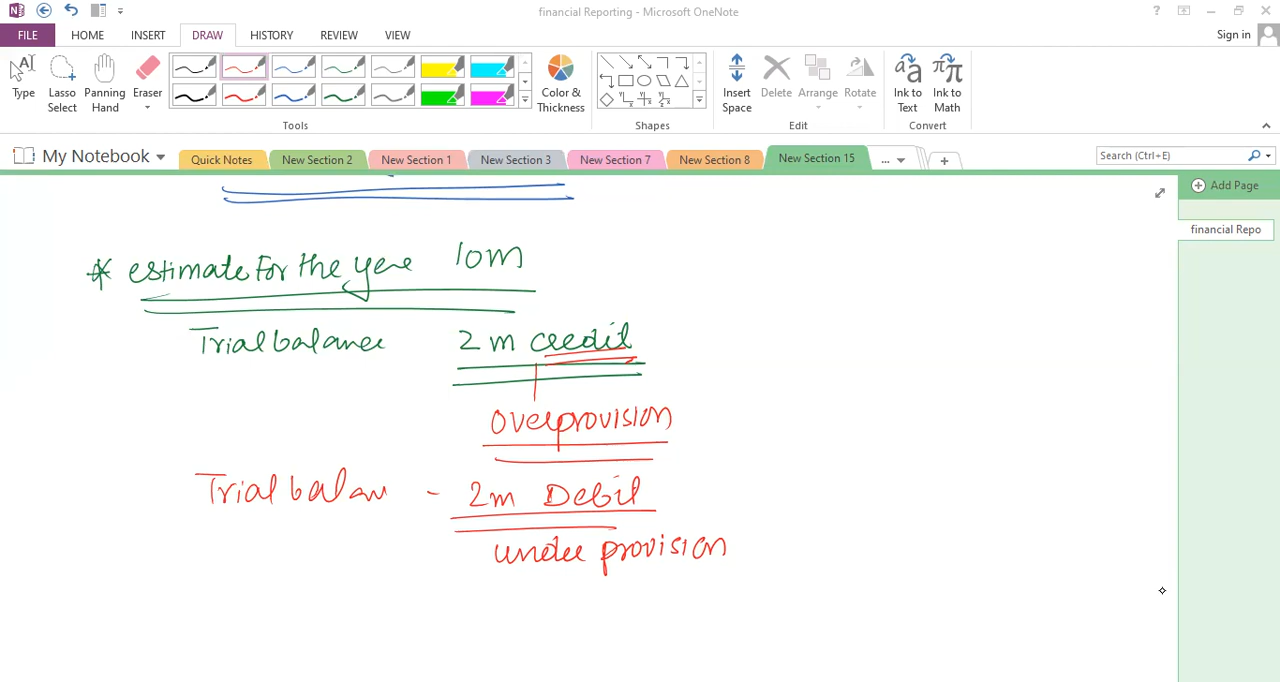 financial Reporting - Microsoft OneNote
?
FILE HOME INSERT DRAW HISTORY REVIEW VIEW
Sign in
Type Lasso Select Panning Hand Eraser
Color & Thickness
Insert Space Delete Arrange Rotate
Ink to Text Ink to Math
Tools Shapes Edit Convert
My Notebook Quick Notes New Section 2 New Section 1 New Section 3 New Section 7 New Section 8 New Section 15 ...
Search (Ctrl+E)
Add Page
financial Repo
* estimate for the year 10m
Trial balance 2 m credit
Overprovision
Trial balan - 2m Debit
under provision